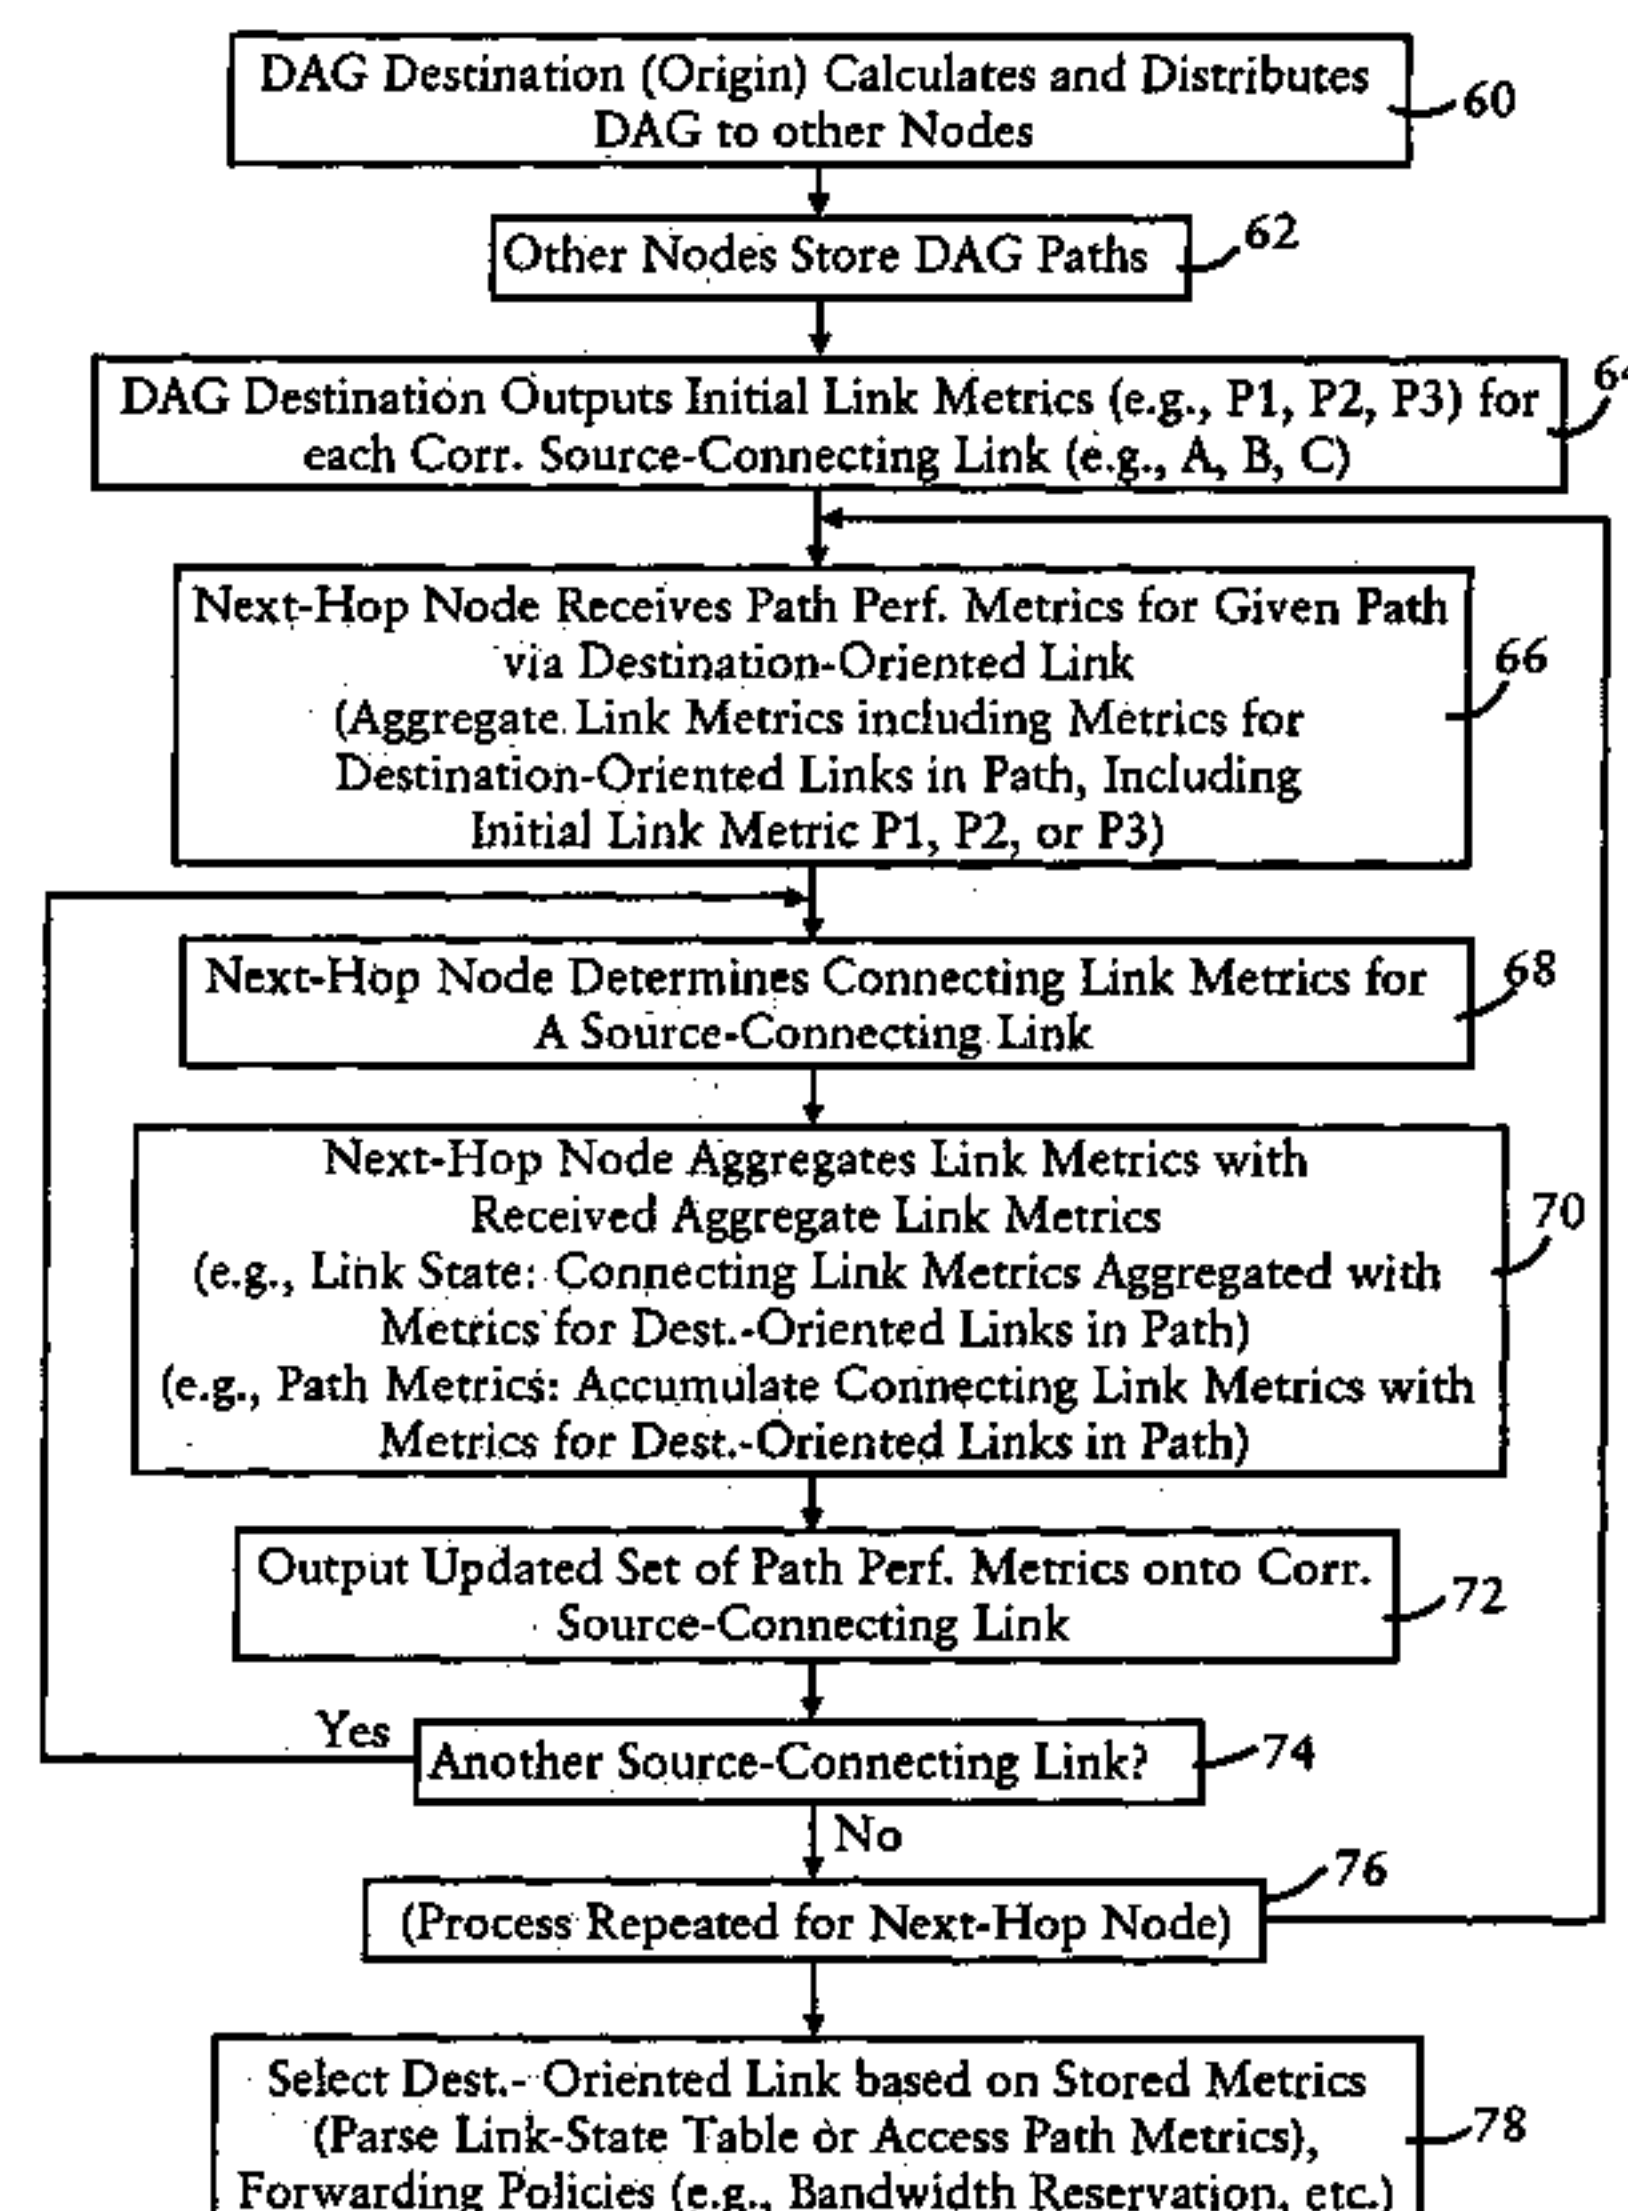 DAG Destination (Origin) Calculates and Distributes
DAG to other Nodes
60
Other Nodes Store DAG Paths
62
DAG Destination Outputs Initial Link Metrics (e.g., P1, P2, P3) for
each Corr. Source-Connecting Link (e.g., A, B, C)
64
Next-Hop Node Receives Path Perf. Metrics for Given Path
via Destination-Oriented Link
(Aggregate Link Metrics including Metrics for
Destination-Oriented Links in Path, Including
Initial Link Metric P1, P2, or P3)
66
Next-Hop Node Determines Connecting Link Metrics for
A Source-Connecting Link
68
Next-Hop Node Aggregates Link Metrics with
Received Aggregate Link Metrics
(e.g., Link State: Connecting Link Metrics Aggregated with
Metrics for Dest.-Oriented Links in Path)
(e.g., Path Metrics: Accumulate Connecting Link Metrics with
Metrics for Dest.-Oriented Links in Path)
70
Output Updated Set of Path Perf. Metrics onto Corr.
Source-Connecting Link
72
Yes
Another Source-Connecting Link?
74
No
(Process Repeated for Next-Hop Node)
76
Select Dest.- Oriented Link based on Stored Metrics
(Parse Link-State Table or Access Path Metrics),
Forwarding Policies (e.g., Bandwidth Reservation, etc.)
78